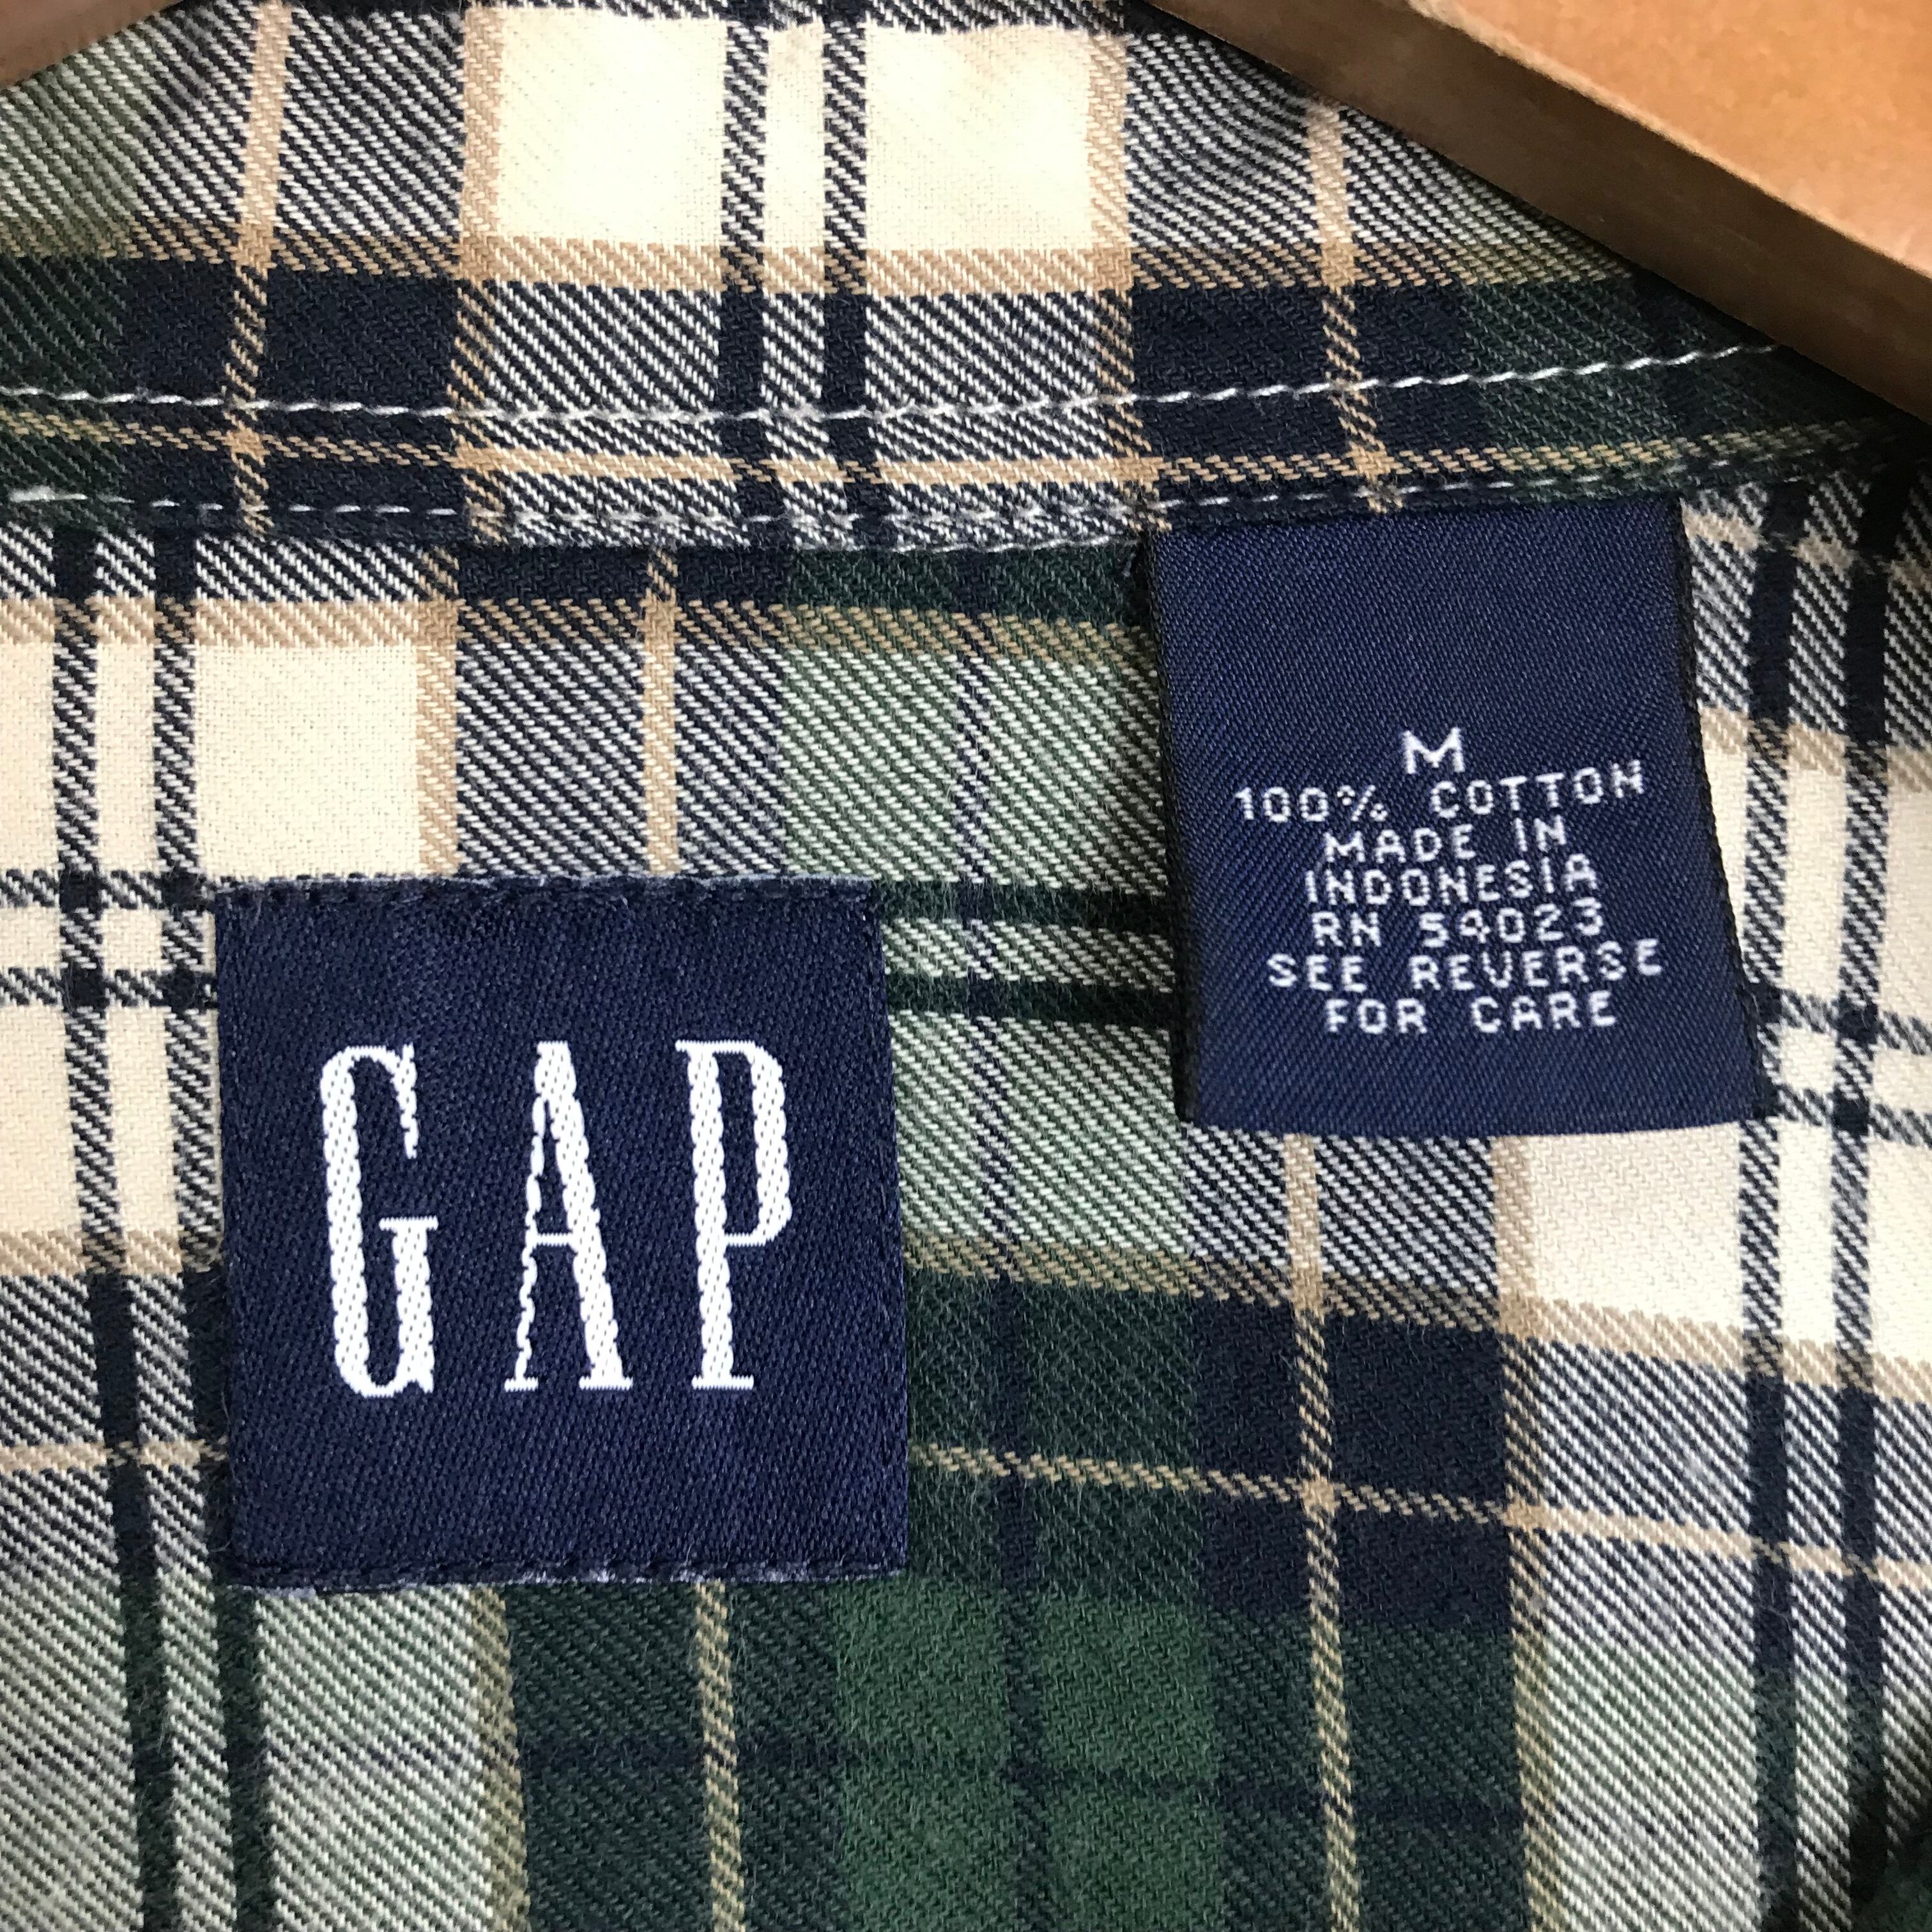 GAP
M
100% COTTON
MADE IN
INDONESIA
RN 54023
SEE REVERSE
FOR CARE